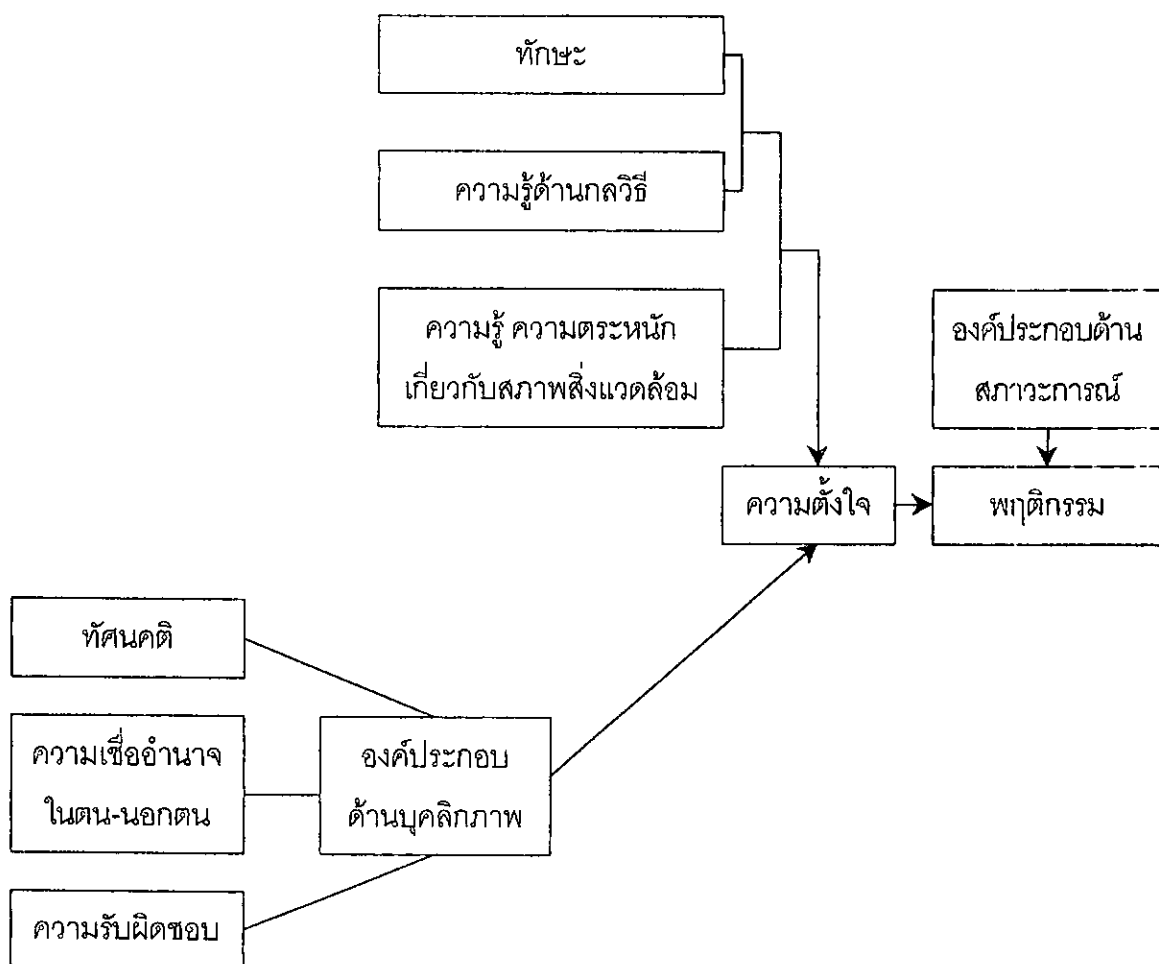 ทักษะ
ความรู้ด้านกลวิธี
ความรู้ ความตระหนัก
เกี่ยวกับสภาพสิ่งแวดล้อม
องค์ประกอบด้าน
สภาวะการณ์
ความตั้งใจ
พฤติกรรม
ทัศนคติ
ความเชื่ออำนาจ
ในตน-นอกตน
องค์ประกอบ
ด้านบุคลิกภาพ
ความรับผิดชอบ